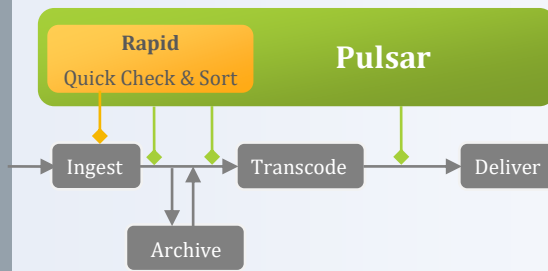 Rapid
Quick Check & Sort
Pulsar
Ingest
Transcode
Deliver
Archive